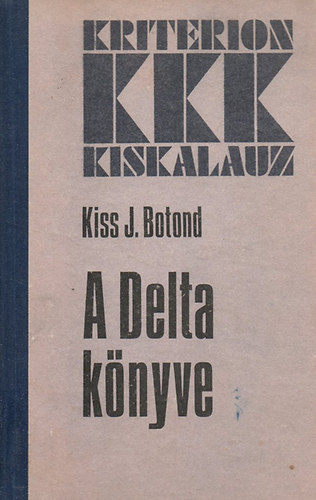 KRITERION
KKK
KISKALAUZ
Kiss J. Botond
A Delta
könyve